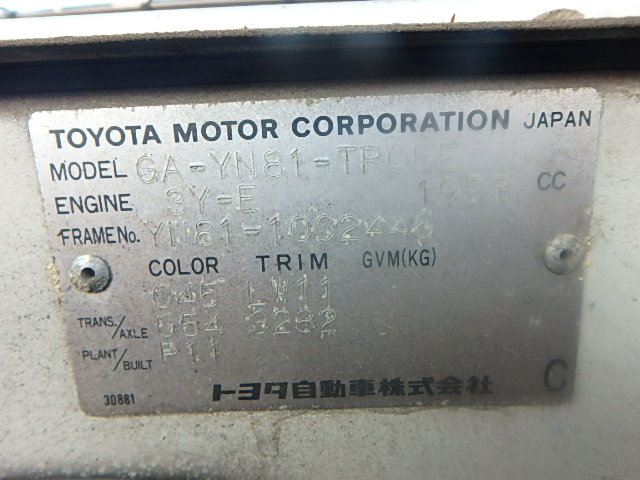 TOYOTA MOTOR CORPORATION JAPAN
MODEL GA-YN81-
ENGINE 3Y-E 1998 CC
FRAME No. YN81-1002446
COLOR TRIM GVM(KG)
045 LW11
TRANS./AXLE G54 G282
PLANT/BUILT P11
30881 トヨタ自動車株式会社 C